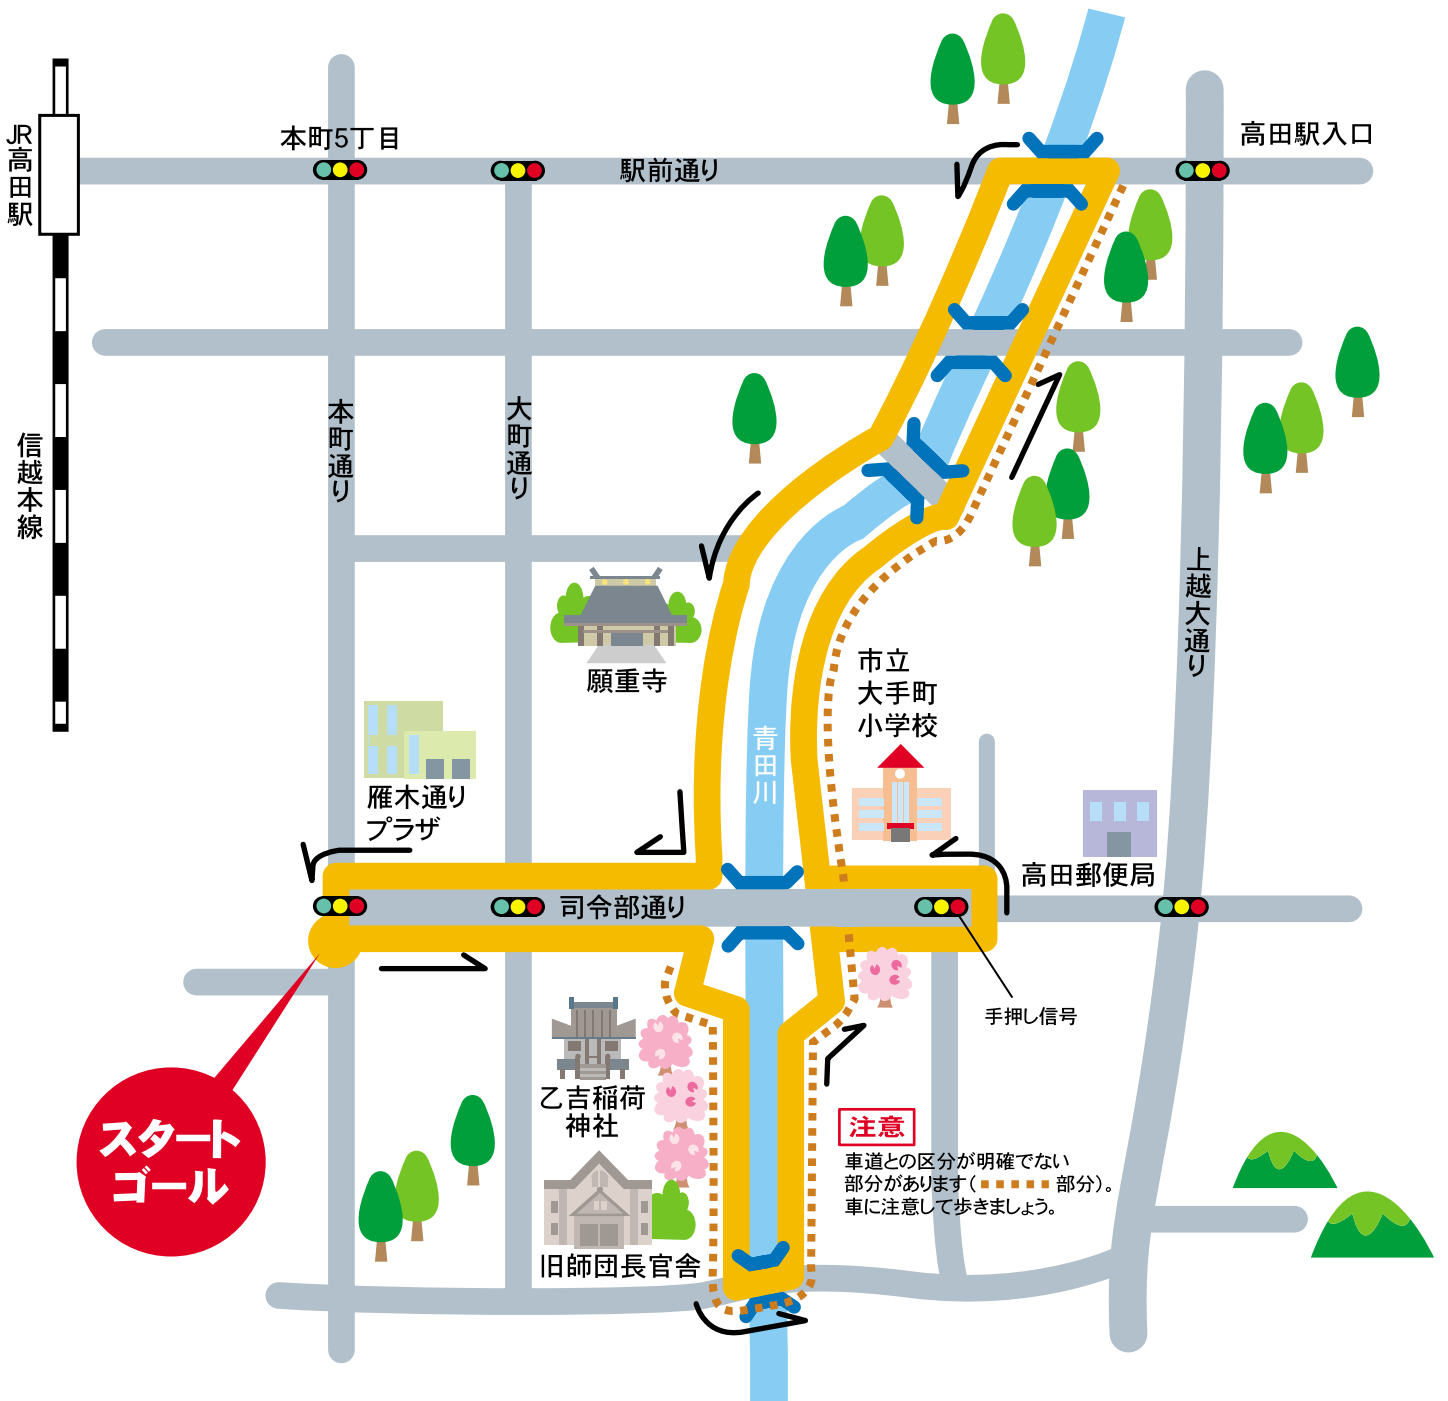 JR高田駅
本町5丁目
駅前通り
高田駅入口
信越本線
本町通り
大町通り
上越大通り
願重寺
市立
大手町
小学校
青田川
雁木通り
プラザ
高田郵便局
司令部通り
手押し信号
乙吉稲荷
神社
旧師団長官舎
スタート
ゴール
注意
車道との区分が明確でない
部分があります( 部分)。
車に注意して歩きましょう。